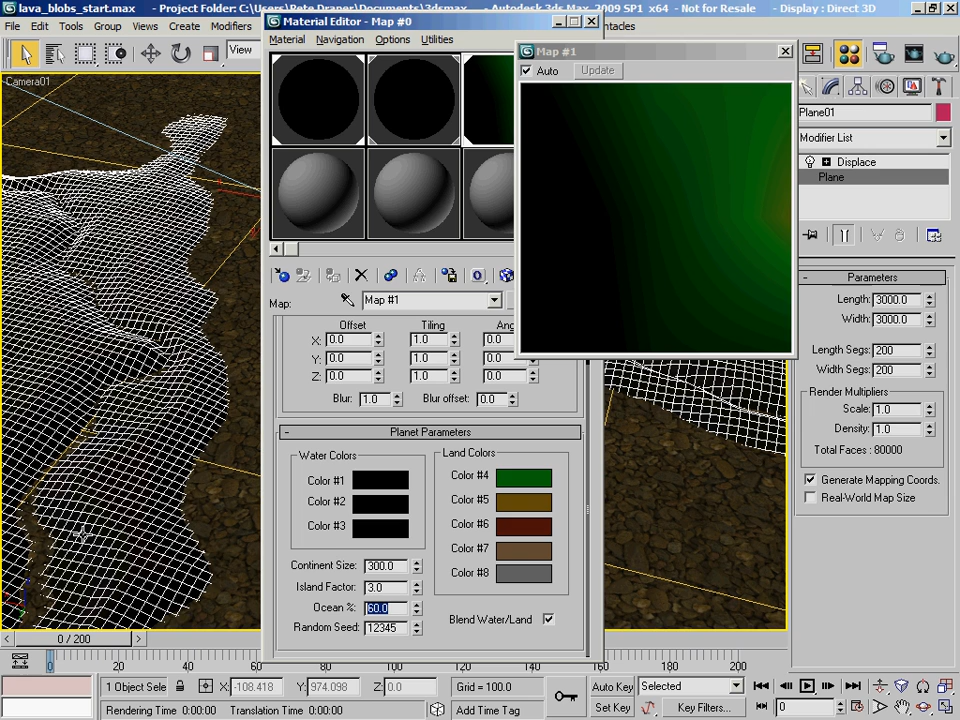 lava_blobs_start.max - Project Folder: C:\Users\Pete Draper\Documents\3dsmax - Autodesk 3ds Max 2009 SP1 x64 - Not for Resale - Display : Direct 3D
File Edit Tools Group Views Create Modifiers
View
Camera01
Material Editor - Map #0
Material Navigation Options Utilities
Map: Map #1
Offset Tiling
X: 0.0 1.0 0.0
Y: 0.0 1.0 0.0
Z: 0.0 1.0 0.0
Blur: 1.0 Blur offset: 0.0
- Planet Parameters
Water Colors
Color #1
Color #2
Color #3
Land Colors
Color #4
Color #5
Color #6
Color #7
Color #8
Continent Size: 300.0
Island Factor: 3.0
Ocean %: 60.0
Random Seed: 12345
Blend Water/Land
Map #1
Auto Update
Plane01
Modifier List
Displace
Plane
- Parameters
Length: 3000.0
Width: 3000.0
Length Segs: 200
Width Segs: 200
Render Multipliers
Scale: 1.0
Density: 1.0
Total Faces : 80000
Generate Mapping Coords.
Real-World Map Size
< 0 / 200 >
0 20 40 60 80 100 120 140 160 180 200
1 Object Sele X: -108.418 Y: 974.098 Z: 0.0 Grid = 100.0
Rendering Time 0:00:00 Translation Time 0:00:00 Add Time Tag
Auto Key Selected
Set Key Key Filters... 0